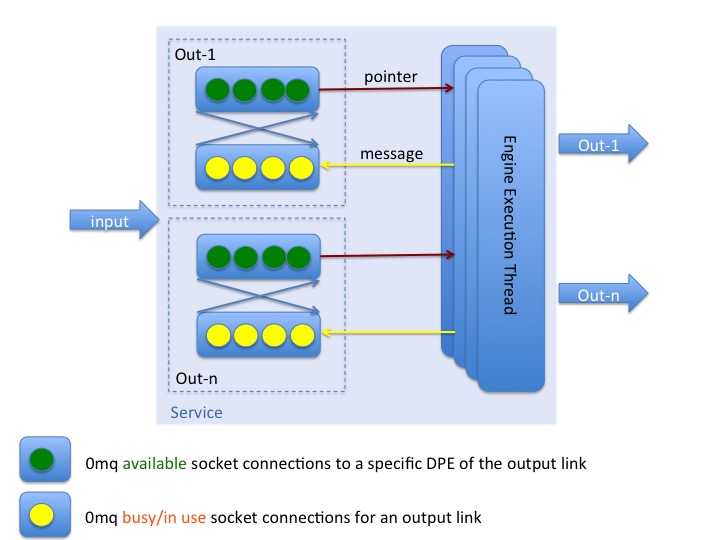 Out-1
pointer
message
Engine Execution Thread
Out-1
input
Out-n
Out-n
Service
0mq available socket connections to a specific DPE of the output link
0mq busy/in use socket connections for an output link